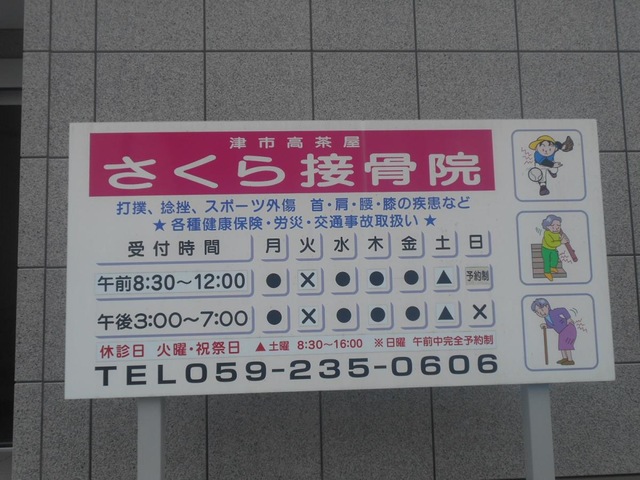 津市高茶屋
さくら接骨院
打撲、捻挫、スポーツ外傷 首・肩・腰・膝の疾患など
★各種健康保険・労災・交通事故取扱い★
受付時間 月 火 水 木 金 土 日
午前8:30〜12:00 ● × ● ● ● ▲ 予約制
午後3:00〜7:00 ● × ● ● ● ▲ ×
休診日 火曜・祝祭日 ▲土曜 8:30〜16:00 ※日曜 午前中完全予約制
TEL059-235-0606